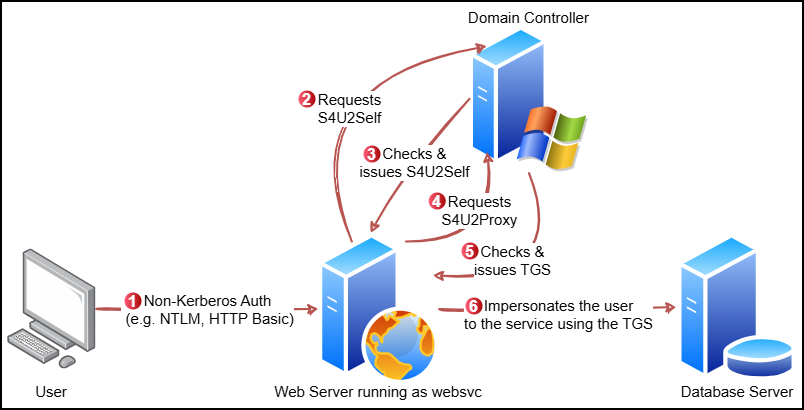 Domain Controller
2 Requests
S4U2Self
3 Checks &
issues S4U2Self
4 Requests
S4U2Proxy
5 Checks &
issues TGS
1 Non-Kerberos Auth
(e.g. NTLM, HTTP Basic)
6 Impersonates the user
to the service using the TGS
User
Web Server running as websvc
Database Server